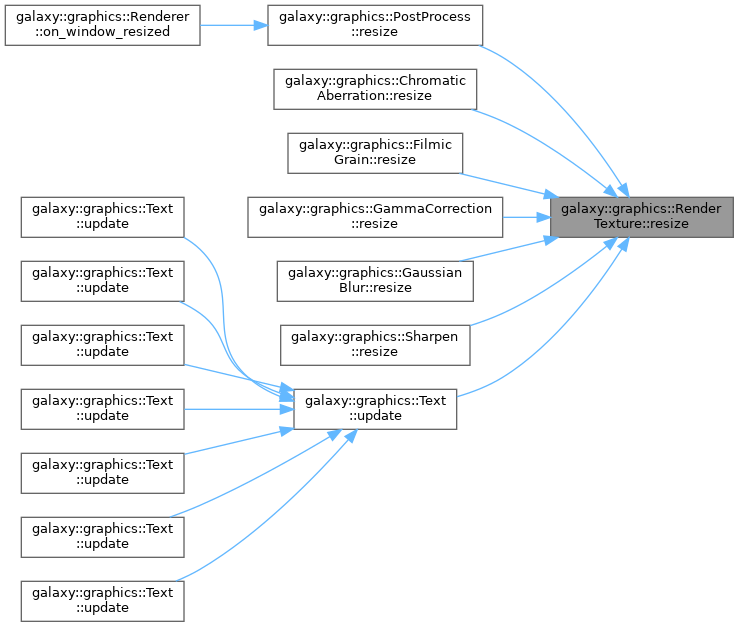 galaxy::graphics::Renderer
::on_window_resized
galaxy::graphics::PostProcess
::resize
galaxy::graphics::Chromatic
Aberration::resize
galaxy::graphics::Filmic
Grain::resize
galaxy::graphics::Text
::update
galaxy::graphics::GammaCorrection
::resize
galaxy::graphics::Render
Texture::resize
galaxy::graphics::Text
::update
galaxy::graphics::Gaussian
Blur::resize
galaxy::graphics::Text
::update
galaxy::graphics::Sharpen
::resize
galaxy::graphics::Text
::update
galaxy::graphics::Text
::update
galaxy::graphics::Text
::update
galaxy::graphics::Text
::update
galaxy::graphics::Text
::update